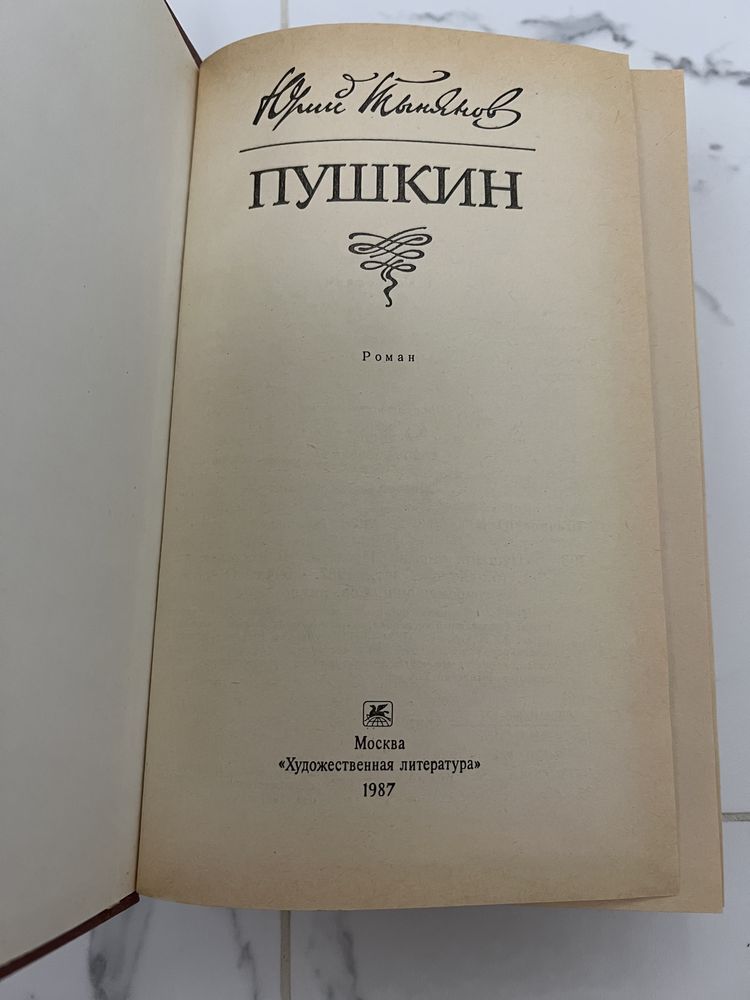 Юрий Тынянов
ПУШКИН
Роман
Москва
«Художественная литература»
1987